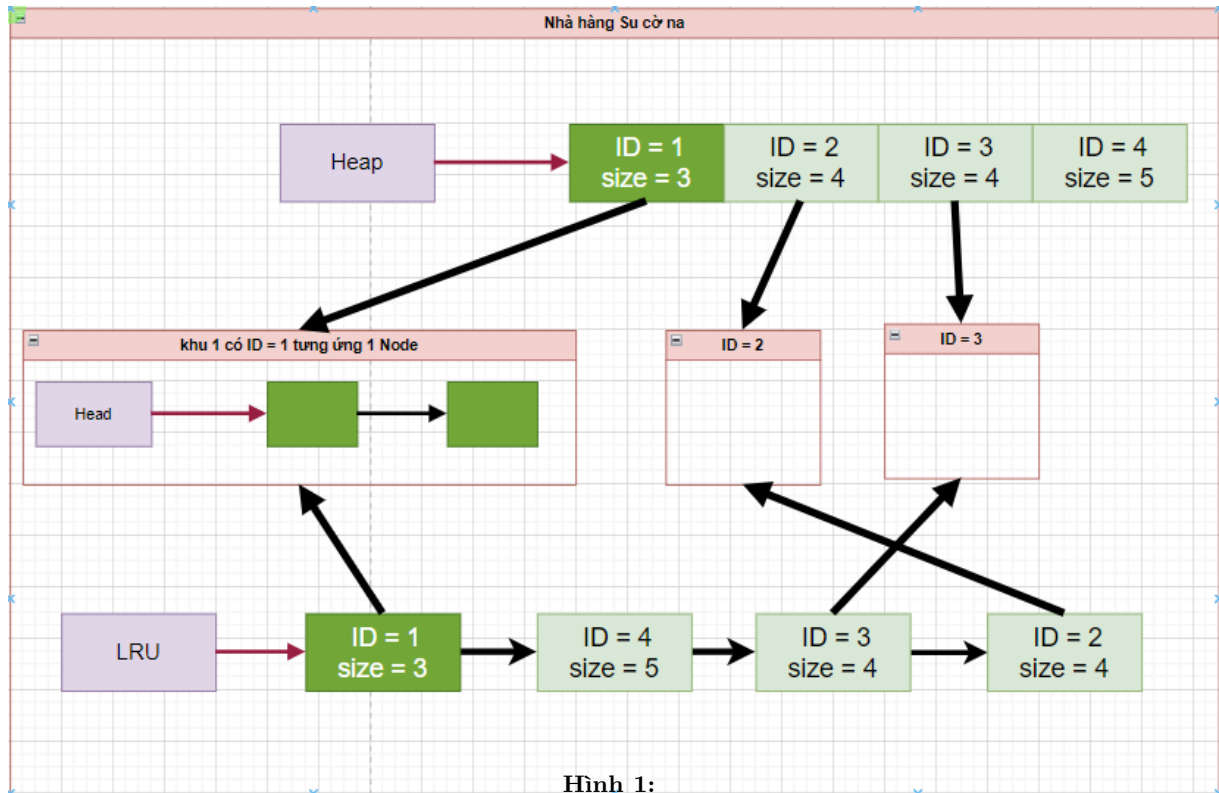 Nhà hàng Su cờ na
Heap
ID = 1
size = 3
ID = 2
size = 4
ID = 3
size = 4
ID = 4
size = 5
khu 1 có ID = 1 tưng ứng 1 Node
ID = 2
ID = 3
Head
LRU
ID = 1
size = 3
ID = 4
size = 5
ID = 3
size = 4
ID = 2
size = 4
Hình 1: